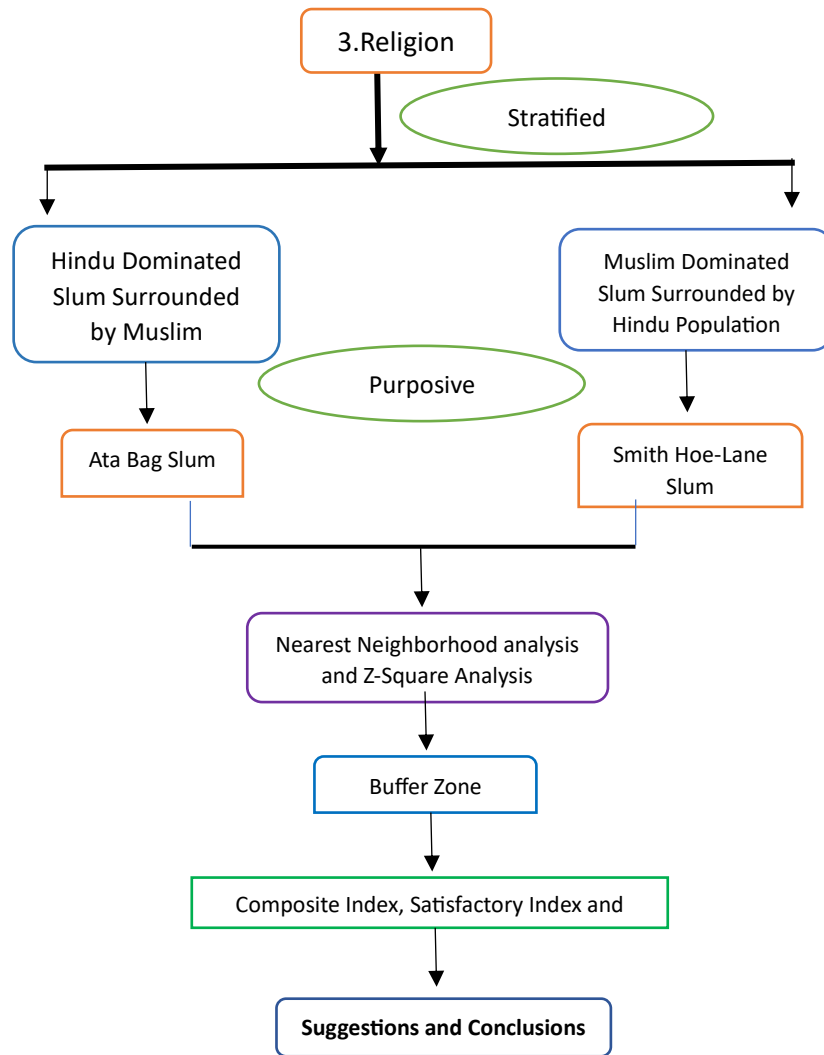 3.Religion
Stratified
Hindu Dominated
Slum Surrounded
by Muslim
Muslim Dominated
Slum Surrounded by
Hindu Population
Purposive
Ata Bag Slum
Smith Hoe-Lane
Slum
Nearest Neighborhood analysis
and Z-Square Analysis
Buffer Zone
Composite Index, Satisfactory Index and
Suggestions and Conclusions